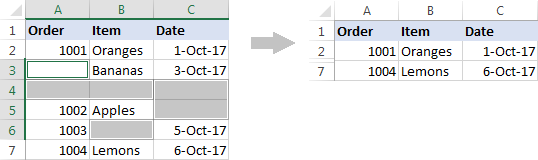 A B C
1 Order Item Date
2 1001 Oranges 1-Oct-17
3 Bananas 3-Oct-17
4
5 1002 Apples
6 1003 5-Oct-17
7 1004 Lemons 6-Oct-17
A B C
1 Order Item Date
2 1001 Oranges 1-Oct-17
7 1004 Lemons 6-Oct-17